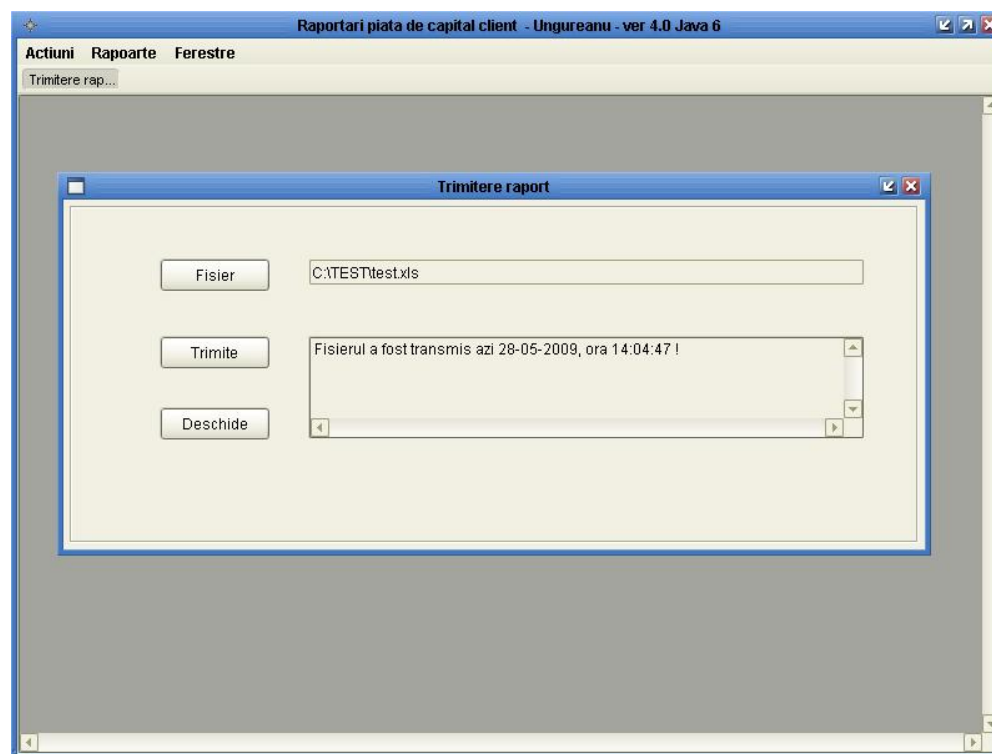 Raportari piata de capital client - Ungureanu - ver 4.0 Java 6
Actiuni Rapoarte Ferestre
Trimitere rap...
Trimitere raport
Fisier C:\TEST\test.xls
Trimite Fisierul a fost transmis azi 28-05-2009, ora 14:04:47 !
Deschide